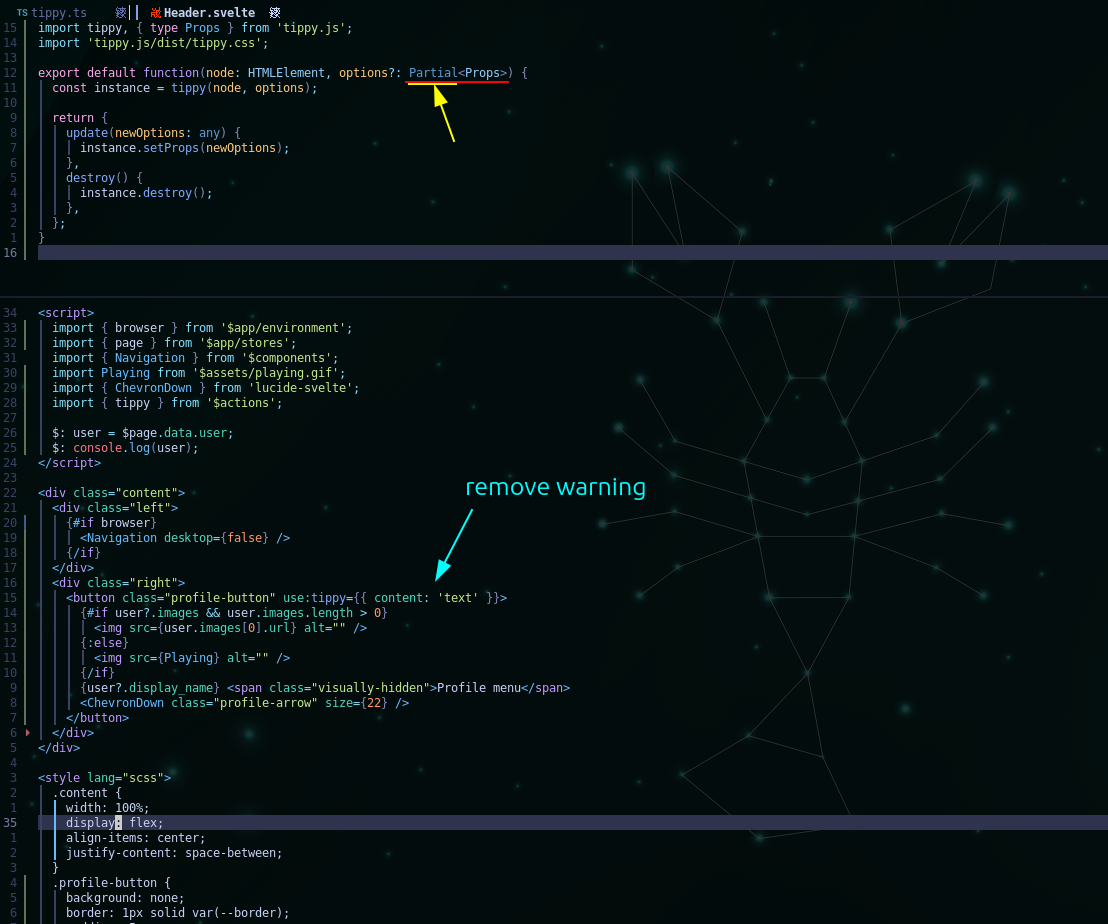 TS tippy.ts Header.svelte
15 import tippy, { type Props } from 'tippy.js';
14 import 'tippy.js/dist/tippy.css';
13
12 export default function(node: HTMLElement, options?: Partial<Props>) {
11 const instance = tippy(node, options);
10
9 return {
8 update(newOptions: any) {
7 instance.setProps(newOptions);
6 },
5 destroy() {
4 instance.destroy();
3 },
2 };
1 }
16
34 <script>
33 import { browser } from '$app/environment';
32 import { page } from '$app/stores';
31 import { Navigation } from '$components';
30 import Playing from '$assets/playing.gif';
29 import { ChevronDown } from 'lucide-svelte';
28 import { tippy } from '$actions';
27
26 $: user = $page.data.user;
25 $: console.log(user);
24 </script>
23
22 <div class="content">
21 <div class="left">
20 {#if browser}
19 <Navigation desktop={false} />
18 {/if}
17 </div>
16 <div class="right">
remove warning
15 <button class="profile-button" use:tippy={{ content: 'text' }}>
14 {#if user?.images && user.images.length > 0}
13 <img src={user.images[0].url} alt="" />
12 {:else}
11 <img src={Playing} alt="" />
10 {/if}
9 {user?.display_name} <span class="visually-hidden">Profile menu</span>
8 <ChevronDown class="profile-arrow" size={22} />
7 </button>
6 </div>
5 </div>
4
3 <style lang="scss">
2 .content {
1 width: 100%;
35 display: flex;
1 align-items: center;
2 justify-content: space-between;
3 }
4 .profile-button {
5 background: none;
6 border: 1px solid var(--border);